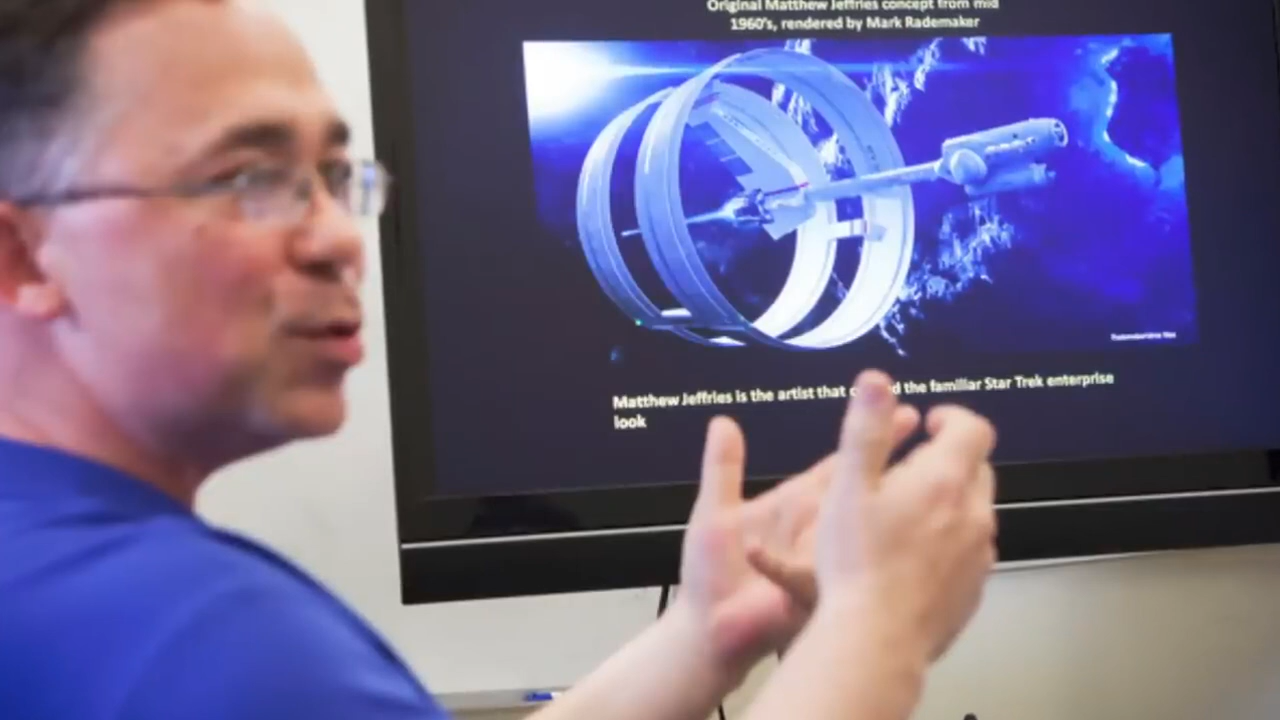 Original Matthew Jeffries concept from mid
1960's, rendered by Mark Rademaker
Matthew Jeffries is the artist that the familiar Star Trek enterprise
look